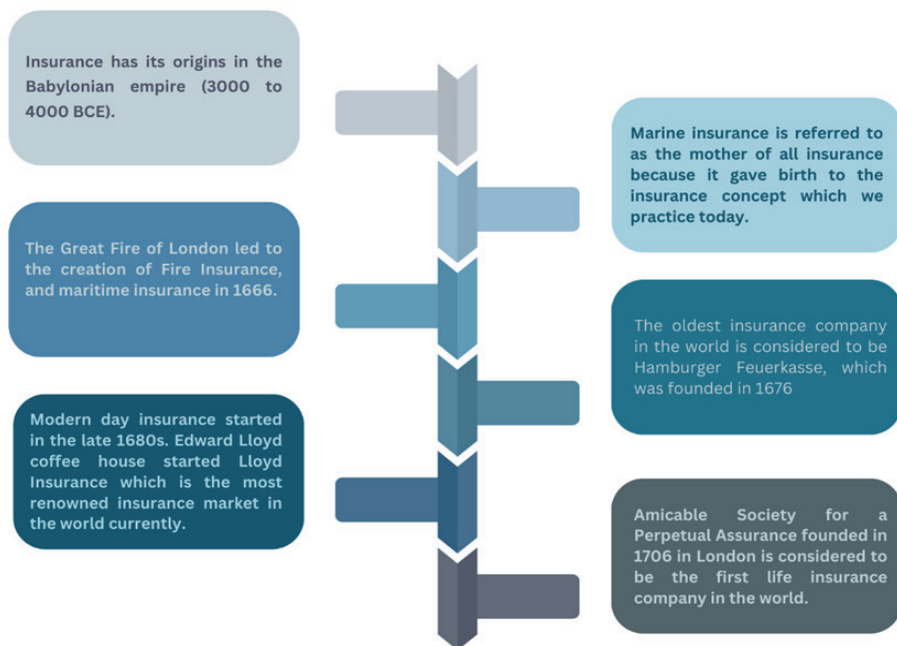 Insurance has its origins in the
Babylonian empire (3000 to
4000 BCE).
Marine insurance is referred to
as the mother of all insurance
because it gave birth to the
insurance concept which we
practice today.
The Great Fire of London led to
the creation of Fire Insurance,
and maritime insurance in 1666.
The oldest insurance company
in the world is considered to be
Hamburger Feuerkasse, which
was founded in 1676
Modern day insurance started
in the late 1680s. Edward Lloyd
coffee house started Lloyd
Insurance which is the most
renowned insurance market in
the world currently.
Amicable Society for a
Perpetual Assurance founded in
1706 in London is considered to
be the first life insurance
company in the world.